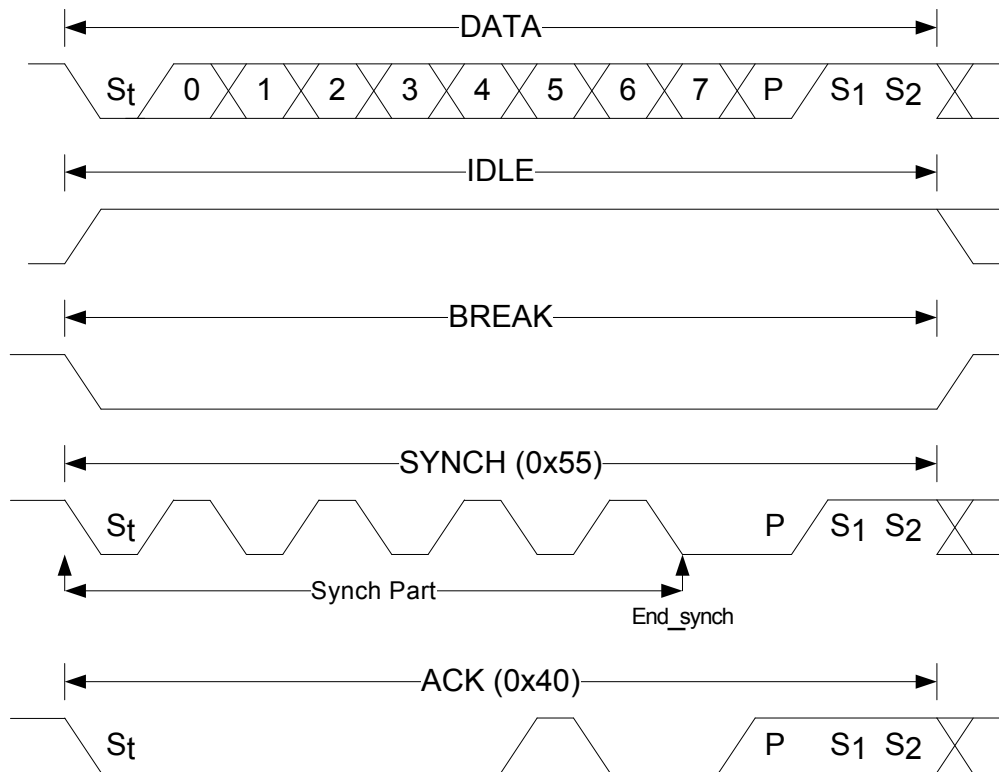 DATA
St 0 1 2 3 4 5 6 7 P S1 S2
IDLE
BREAK
SYNCH (0x55)
St P S1 S2
Synch Part
End_synch
ACK (0x40)
St P S1 S2